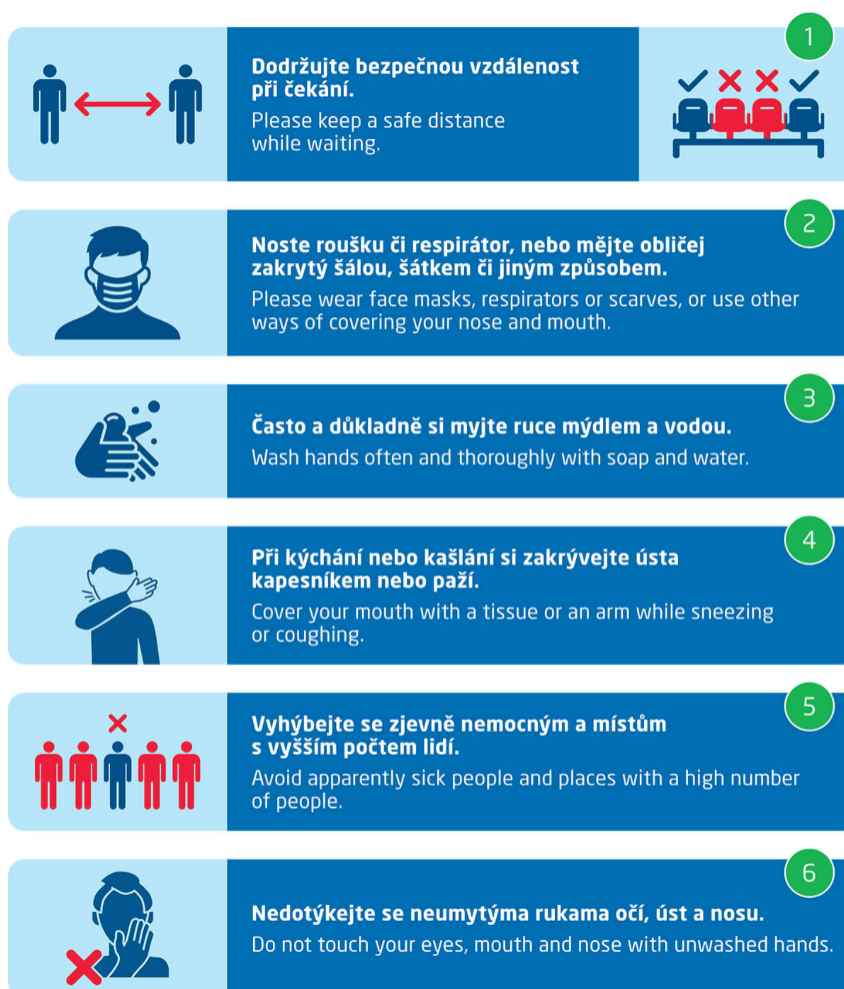 1
Dodržujte bezpečnou vzdálenost
při čekání.
Please keep a safe distance
while waiting.
2
Noste roušku či respirátor, nebo mějte obličej
zakrytý šálou, šátkem či jiným způsobem.
Please wear face masks, respirators or scarves, or use other
ways of covering your nose and mouth.
3
Často a důkladně si myjte ruce mýdlem a vodou.
Wash hands often and thoroughly with soap and water.
4
Při kýchání nebo kašlání si zakrývejte ústa
kapesníkem nebo paží.
Cover your mouth with a tissue or an arm while sneezing
or coughing.
5
Vyhýbejte se zjevně nemocným a místům
s vyšším počtem lidí.
Avoid apparently sick people and places with a high number
of people.
6
Nedotýkejte se neumytýma rukama očí, úst a nosu.
Do not touch your eyes, mouth and nose with unwashed hands.